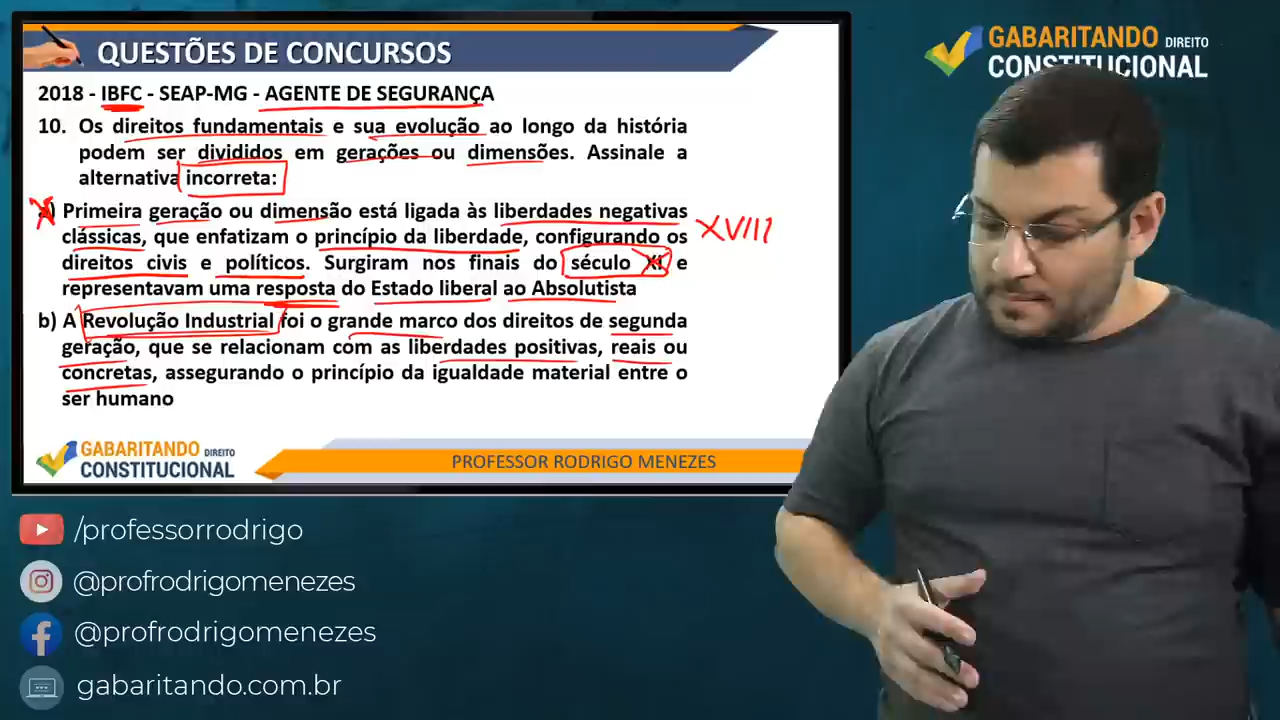 QUESTÕES DE CONCURSOS
GABARITANDO DIREITO
CONSTITUCIONAL
2018 - IBFC - SEAP-MG - AGENTE DE SEGURANÇA
10. Os direitos fundamentais e sua evolução ao longo da história
podem ser divididos em gerações ou dimensões. Assinale a
alternativa incorreta:
a) Primeira geração ou dimensão está ligada às liberdades negativas
clássicas, que enfatizam o princípio da liberdade, configurando os
XVIII
direitos civis e políticos. Surgiram nos finais do século XI e
representavam uma resposta do Estado liberal ao Absolutista
b) A Revolução Industrial foi o grande marco dos direitos de segunda
geração, que se relacionam com as liberdades positivas, reais ou
concretas, assegurando o princípio da igualdade material entre o
ser humano
GABARITANDO DIREITO
CONSTITUCIONAL
PROFESSOR RODRIGO MENEZES
/professorrodrigo
@profrodrigomenezes
@profrodrigomenezes
gabaritando.com.br